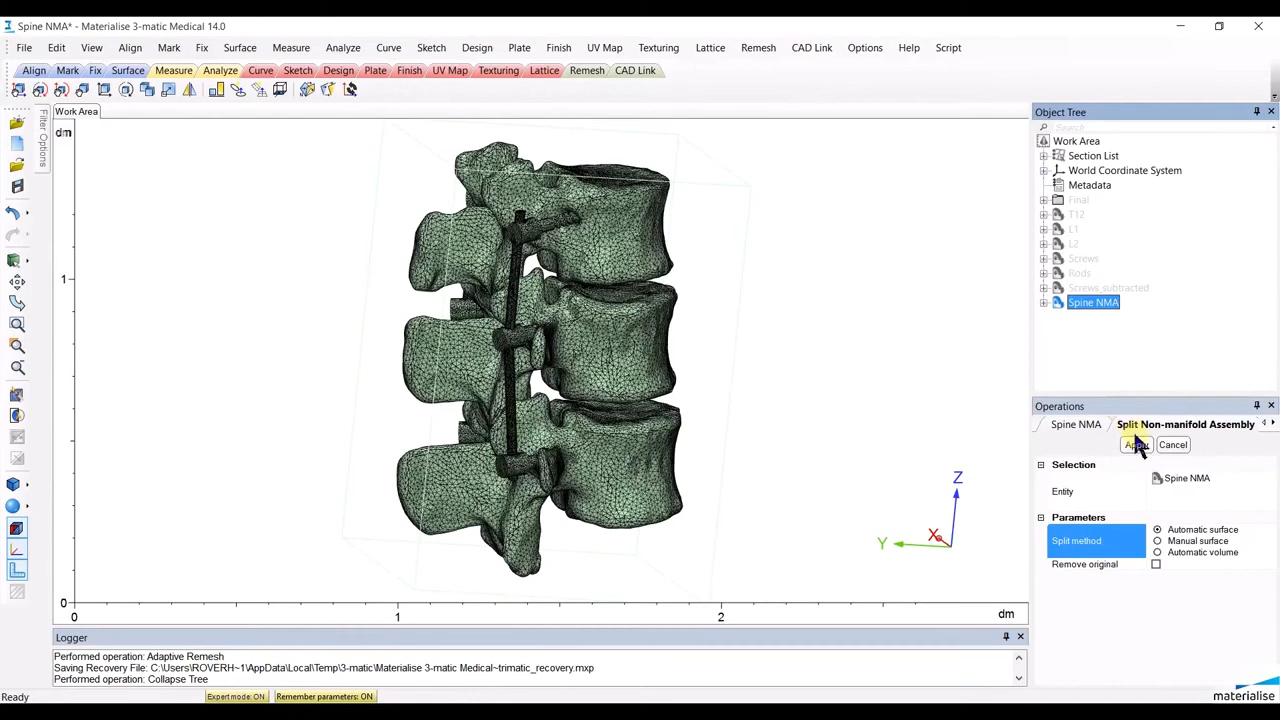 Spine NMA* - Materialise 3-matic Medical 14.0
File Edit View Align Mark Fix Surface Measure Analyze Curve Sketch Design Plate Finish UV Map Texturing Lattice Remesh CAD Link Options Help Script
Align Mark Fix Surface Measure Analyze Curve Sketch Design Plate Finish UV Map Texturing Lattice Remesh CAD Link
Filter Options
Work Area
dm
1
0
0 1 2 dm
Z
Y
X
Object Tree
Search
Work Area
Section List
World Coordinate System
Metadata
Final
T12
L1
L2
Screws
Rods
Screws_subtracted
Spine NMA
Operations
Spine NMA Split Non-manifold Assembly
Apply Cancel
Selection
Entity Spine NMA
Parameters
Split method
Automatic surface
Manual surface
Automatic volume
Remove original
Logger
Performed operation: Adaptive Remesh
Saving Recovery File: C:\Users\ROVERH~1\AppData\Local\Temp\3-matic\Materialise 3-matic Medical~trimatic_recovery.mxp
Performed operation: Collapse Tree
Ready Expert mode: ON Remember parameters: ON
materialise